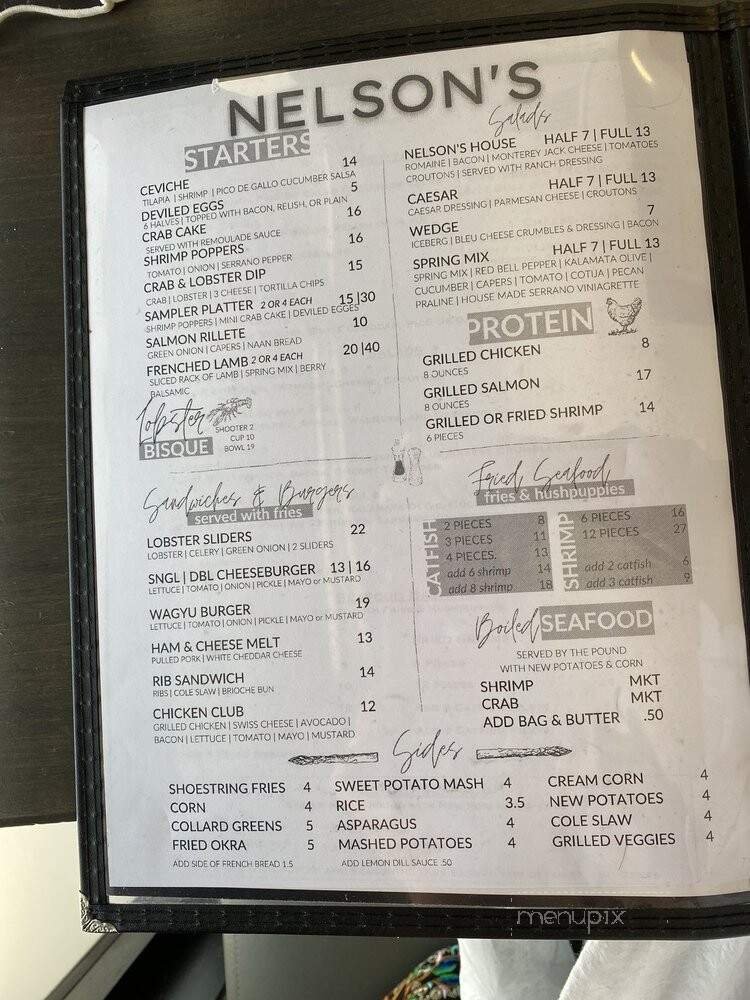 NELSON'S
STARTERS
CEVICHE 14
TILAPIA | SHRIMP | PICO DE GALLO CUCUMBER SALSA
DEVILED EGGS 5
6 HALVES | TOPPED WITH BACON, RELISH, OR PLAIN
CRAB CAKE 16
SERVED WITH REMOULADE SAUCE
SHRIMP POPPERS 16
TOMATO | ONION | SERRANO PEPPER
CRAB & LOBSTER DIP 15
CRAB | LOBSTER | 3 CHEESE | TORTILLA CHIPS
SAMPLER PLATTER 2 OR 4 EACH 15 |30
SHRIMP POPPERS | MINI CRAB CAKE | DEVILED EGGS
SALMON RILLETE 10
GREEN ONION | CAPERS | NAAN BREAD
FRENCHED LAMB 2 OR 4 EACH 20 |40
SLICED RACK OF LAMB | SPRING MIX | BERRY
BALSAMIC
Lobster
BISQUE
SHOOTER 2
CUP 10
BOWL 19
Salads
NELSON'S HOUSE HALF 7 | FULL 13
ROMAINE | BACON | MONTEREY JACK CHEESE | TOMATOES
CROUTONS | SERVED WITH RANCH DRESSING
CAESAR HALF 7 | FULL 13
CAESAR DRESSING | PARMESAN CHEESE | CROUTONS
WEDGE 7
ICEBERG | BLEU CHEESE CRUMBLES & DRESSING | BACON
SPRING MIX HALF 7 | FULL 13
SPRING MIX | RED BELL PEPPER | KALAMATA OLIVE |
CUCUMBER | CAPERS | TOMATO | COTIJA | PECAN
PRALINE | HOUSE MADE SERRANO VINIAGRETTE
PROTEIN
GRILLED CHICKEN 8
8 OUNCES
GRILLED SALMON 17
8 OUNCES
GRILLED OR FRIED SHRIMP 14
6 PIECES
Sandwiches & Burgers
served with fries
LOBSTER SLIDERS 22
LOBSTER | CELERY | GREEN ONION | 2 SLIDERS
SNGL | DBL CHEESEBURGER 13 | 16
LETTUCE | TOMATO | ONION | PICKLE | MAYO or MUSTARD
WAGYU BURGER 19
LETTUCE | TOMATO | ONION | PICKLE | MAYO or MUSTARD
HAM & CHEESE MELT 13
PULLED PORK | WHITE CHEDDAR CHEESE
RIB SANDWICH 14
RIBS | COLE SLAW | BRIOCHE BUN
CHICKEN CLUB 12
GRILLED CHICKEN | SWISS CHEESE | AVOCADO |
BACON | LETTUCE | TOMATO | MAYO | MUSTARD
Fried Seafood
fries & hushpuppies
CATFISH
2 PIECES 8
3 PIECES 11
4 PIECES. 13
add 6 shrimp 14
add 8 shrimp 18
SHRIMP
6 PIECES 16
12 PIECES 27
add 2 catfish 6
add 3 catfish 9
Boiled SEAFOOD
SERVED BY THE POUND
WITH NEW POTATOES & CORN
SHRIMP MKT
CRAB MKT
ADD BAG & BUTTER .50
Sides
SHOESTRING FRIES 4
CORN 4
COLLARD GREENS 5
FRIED OKRA 5
ADD SIDE OF FRENCH BREAD 1.5
SWEET POTATO MASH 4
RICE 3.5
ASPARAGUS 4
MASHED POTATOES 4
ADD LEMON DILL SAUCE .50
CREAM CORN 4
NEW POTATOES 4
COLE SLAW 4
GRILLED VEGGIES 4
menupix